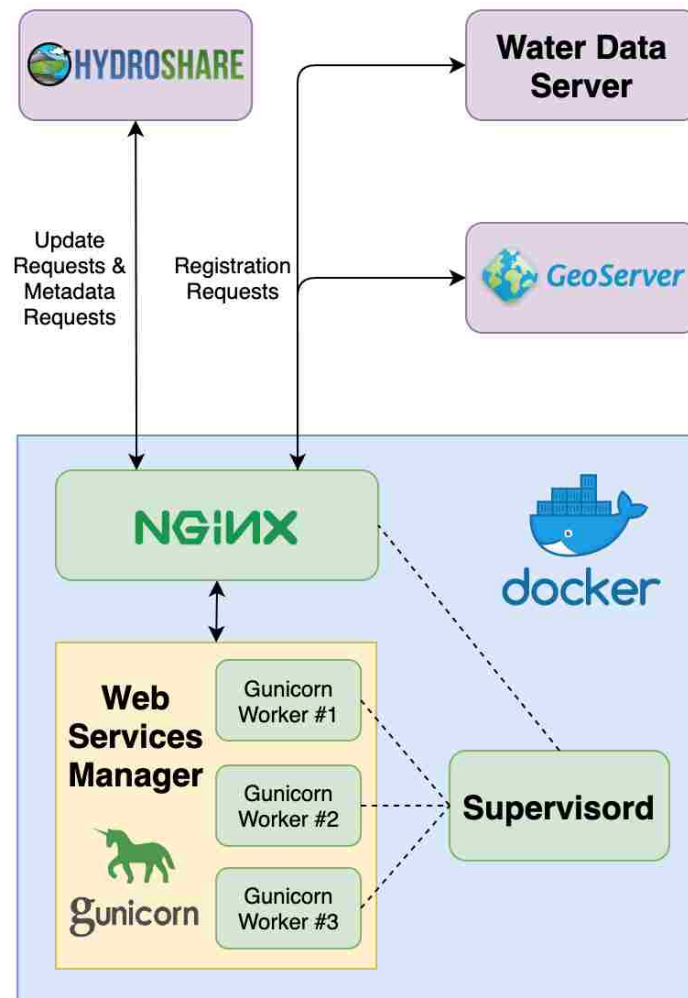 HYDROSHARE
Water Data
Server
Update
Requests &
Metadata
Requests
Registration
Requests
GeoServer
NGINX
docker
Web
Services
Manager
gunicorn
Gunicorn
Worker #1
Gunicorn
Worker #2
Gunicorn
Worker #3
Supervisord